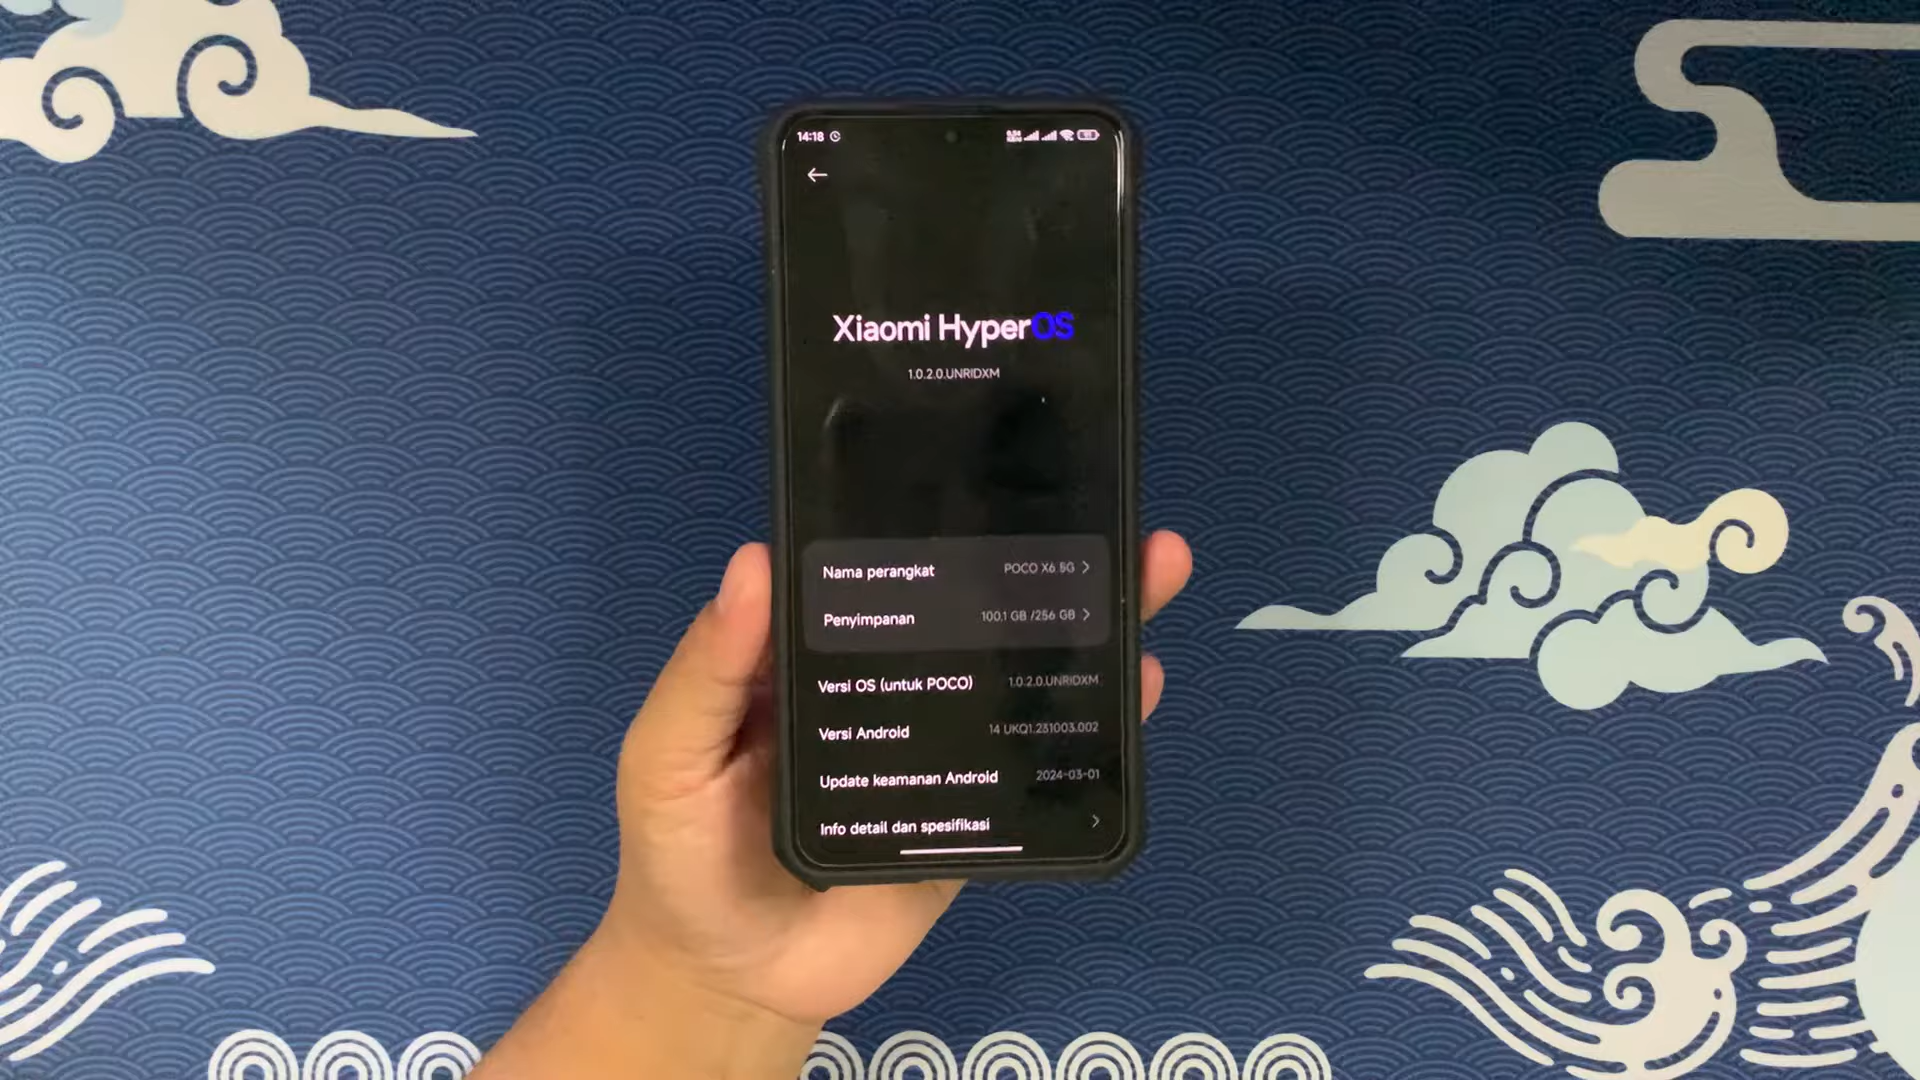 14:18
Xiaomi HyperOS
1.0.2.0.UNRIDXM
Nama perangkat POCO X6 5G
Penyimpanan 100.1 GB /256 GB
Versi OS (untuk POCO) 1.0.2.0.UNRIDXM
Versi Android 14 UKQ1.231003.002
Update keamanan Android 2024-03-01
Info detail dan spesifikasi